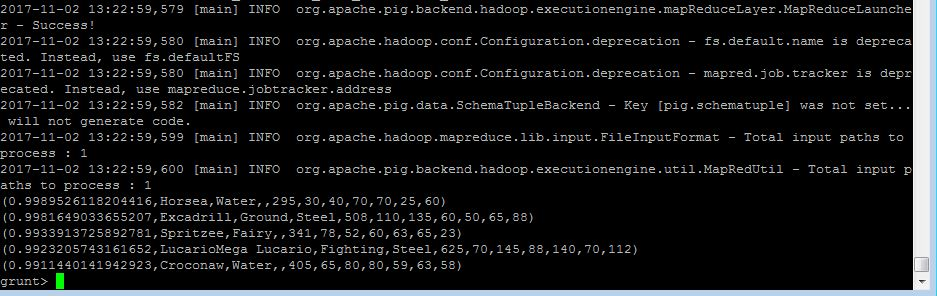 2017-11-02 13:22:59,579 [main] INFO  org.apache.pig.backend.hadoop.executionengine.mapReduceLayer.MapReduceLaunche
r - Success!
2017-11-02 13:22:59,580 [main] INFO  org.apache.hadoop.conf.Configuration.deprecation - fs.default.name is depreca
ted. Instead, use fs.defaultFS
2017-11-02 13:22:59,580 [main] INFO  org.apache.hadoop.conf.Configuration.deprecation - mapred.job.tracker is depr
ecated. Instead, use mapreduce.jobtracker.address
2017-11-02 13:22:59,582 [main] INFO  org.apache.pig.data.SchemaTupleBackend - Key [pig.schematuple] was not set...
 will not generate code.
2017-11-02 13:22:59,599 [main] INFO  org.apache.hadoop.mapreduce.lib.input.FileInputFormat - Total input paths to
process : 1
2017-11-02 13:22:59,600 [main] INFO  org.apache.pig.backend.hadoop.executionengine.util.MapRedUtil - Total input p
aths to process : 1
(0.9989526118204416,Horsea,Water,,295,30,40,70,70,25,60)
(0.9981649033655207,Excadrill,Ground,Steel,508,110,135,60,50,65,88)
(0.9933913725892781,Spritzee,Fairy,,341,78,52,60,63,65,23)
(0.9923205743161652,LucarioMega Lucario,Fighting,Steel,625,70,145,88,140,70,112)
(0.9911440141942923,Croconaw,Water,,405,65,80,80,59,63,58)
grunt>